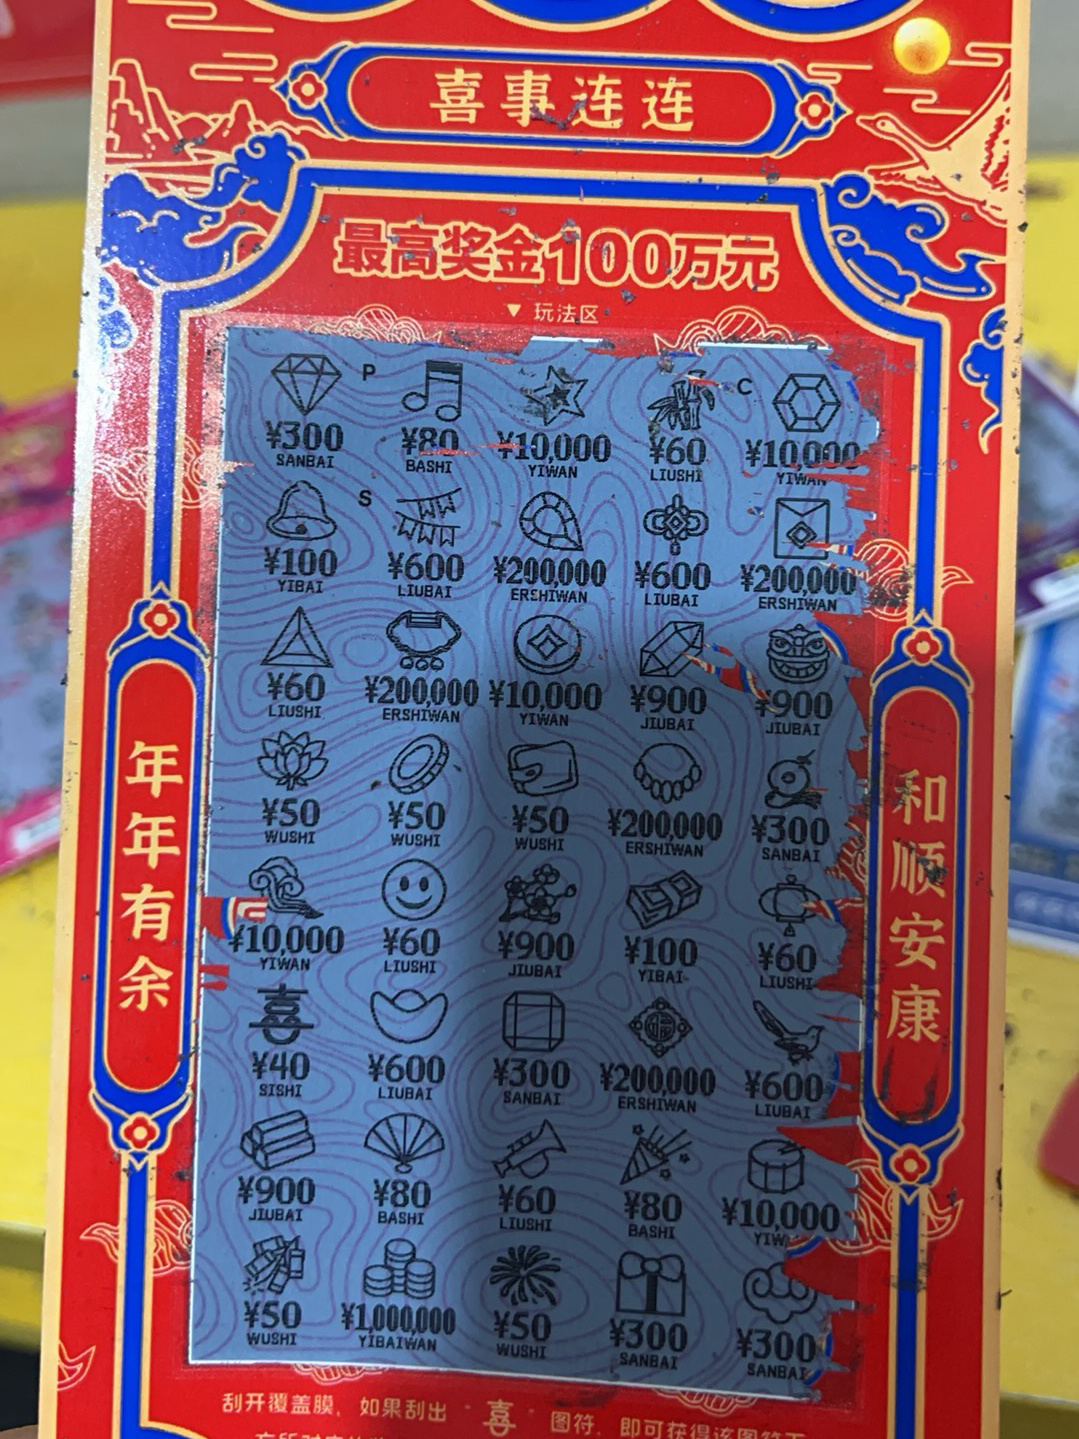 喜事连连
最高奖金100万元
▼玩法区
P
C
¥300 ¥80 ¥10,000 ¥60 ¥10,000
SANBAI BASHI YIWAN LIUSHI YIWAN
S
¥100 ¥600 ¥200,000 ¥600 ¥200,000
YIBAI LIUBAI ERSHIWAN LIUBAI ERSHIWAN
¥60 ¥200,000 ¥10,000 ¥900 ¥900
LIUSHI ERSHIWAN YIWAN JIUBAI JIUBAI
¥50 ¥50 ¥50 ¥200,000 ¥300
WUSHI WUSHI WUSHI ERSHIWAN SANBAI
¥10,000 ¥60 ¥900 ¥100 ¥60
YIWAN LIUSHI JIUBAI YIBAI LIUSHI
喜
¥40 ¥600 ¥300 ¥200,000 ¥600
SISHI LIUBAI SANBAI ERSHIWAN LIUBAI
¥900 ¥80 ¥60 ¥80 ¥10,000
JIUBAI BASHI LIUSHI BASHI YIW
¥50 ¥1,000,000 ¥50 ¥300 ¥300
WUSHI YIBAIWAN WUSHI SANBAI SANBAI
年年有余
和顺安康
刮开覆盖膜，如果刮出“喜”图符，即可获得该图符下